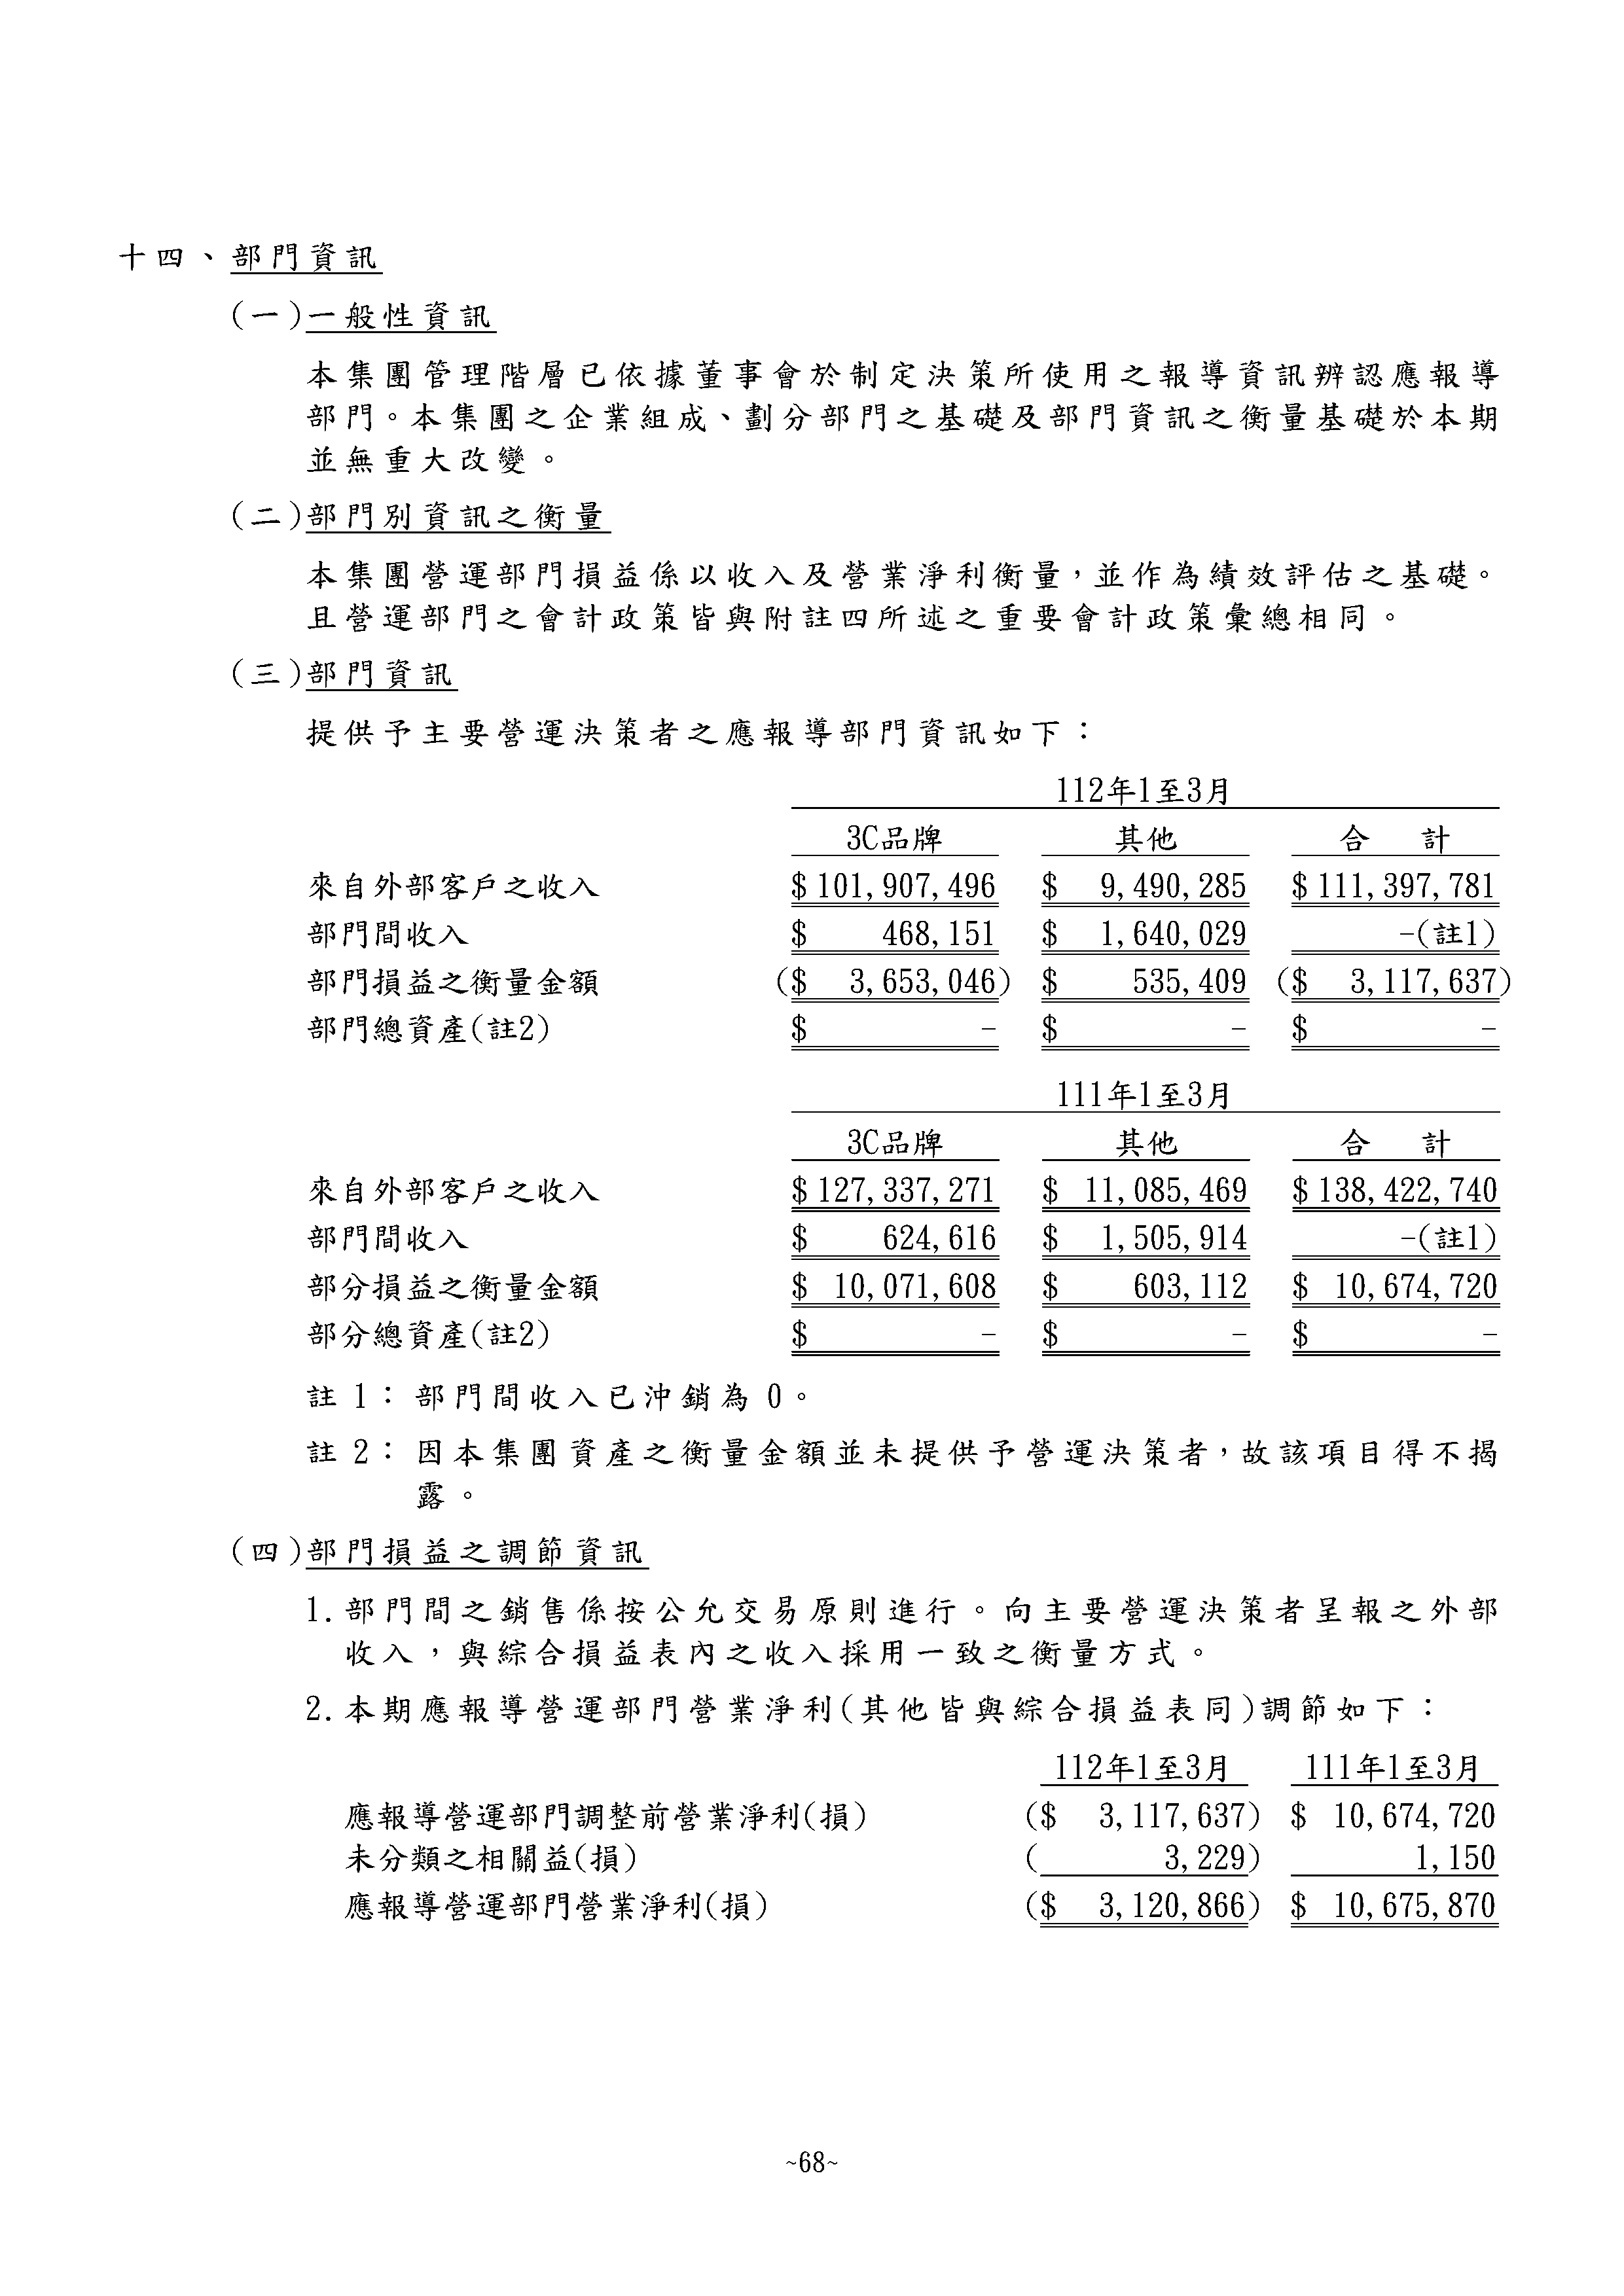 十四、部門資訊
(一)一般性資訊
本集團管理階層已依據董事會於制定決策所使用之報導資訊辨認應報導
部門。本集團之企業組成、劃分部門之基礎及部門資訊之衡量基礎於本期
並無重大改變。
(二)部門別資訊之衡量
本集團營運部門損益係以收入及營業淨利衡量，並作為績效評估之基礎。
且營運部門之會計政策皆與附註四所述之重要會計政策彙總相同。
(三)部門資訊
提供予主要營運決策者之應報導部門資訊如下：
112年1至3月
3C品牌 其他 合 計
來自外部客戶之收入 $ 101,907,496 $ 9,490,285 $ 111,397,781
部門間收入 $ 468,151 $ 1,640,029 -(註1)
部門損益之衡量金額 ($ 3,653,046) $ 535,409 ($ 3,117,637)
部門總資產(註2) $ - $ - $ -
111年1至3月
3C品牌 其他 合 計
來自外部客戶之收入 $ 127,337,271 $ 11,085,469 $ 138,422,740
部門間收入 $ 624,616 $ 1,505,914 -(註1)
部分損益之衡量金額 $ 10,071,608 $ 603,112 $ 10,674,720
部分總資產(註2) $ - $ - $ -
註 1：部門間收入已沖銷為 0。
註 2：因本集團資產之衡量金額並未提供予營運決策者，故該項目得不揭
露。
(四)部門損益之調節資訊
1.部門間之銷售係按公允交易原則進行。向主要營運決策者呈報之外部
收入，與綜合損益表內之收入採用一致之衡量方式。
2.本期應報導營運部門營業淨利(其他皆與綜合損益表同)調節如下：
112年1至3月 111年1至3月
應報導營運部門調整前營業淨利(損) ($ 3,117,637) $ 10,674,720
未分類之相關益(損) ( 3,229) 1,150
應報導營運部門營業淨利(損) ($ 3,120,866) $ 10,675,870
~68~